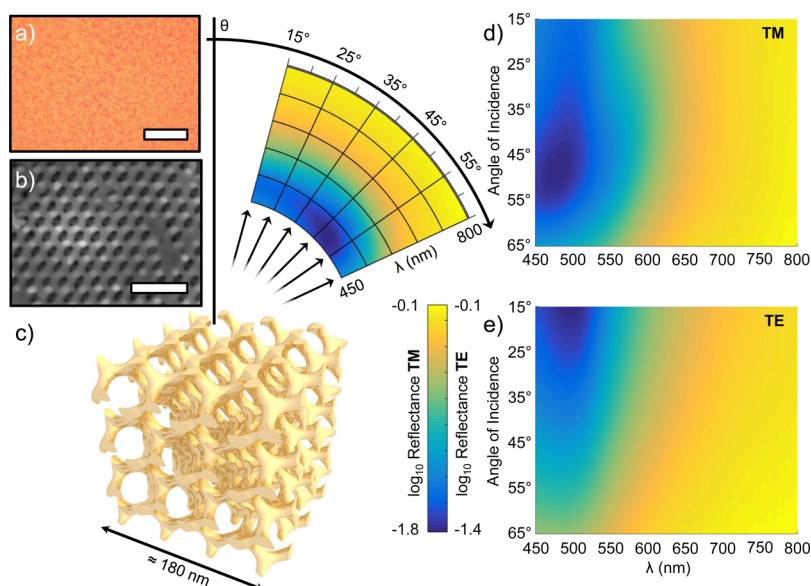 a)
b)
c)
≈ 180 nm
θ
15°
25°
35°
45°
55°
800
λ (nm)
450
-0.1
-0.1
log10 Reflectance TM
log10 Reflectance TE
-1.8
-1.4
d)
TM
15°
25°
35°
45°
55°
65°
Angle of Incidence
450 500 550 600 650 700 750 800
e)
TE
15°
25°
35°
45°
55°
65°
Angle of Incidence
450 500 550 600 650 700 750 800
λ (nm)